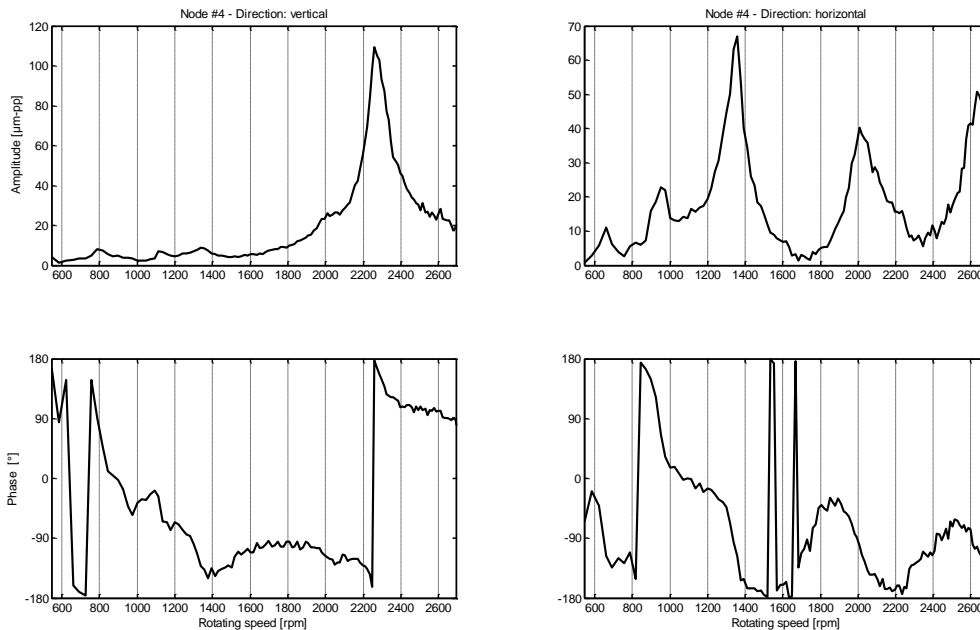 Node #4 - Direction: vertical
Amplitude [µm-pp]
120
100
80
60
40
20
0
600 800 1000 1200 1400 1600 1800 2000 2200 2400 2600
Node #4 - Direction: horizontal
70
60
50
40
30
20
10
0
600 800 1000 1200 1400 1600 1800 2000 2200 2400 2600
Phase [°]
180
90
0
-90
-180
600 800 1000 1200 1400 1600 1800 2000 2200 2400 2600
Rotating speed [rpm]
180
90
0
-90
-180
600 800 1000 1200 1400 1600 1800 2000 2200 2400 2600
Rotating speed [rpm]